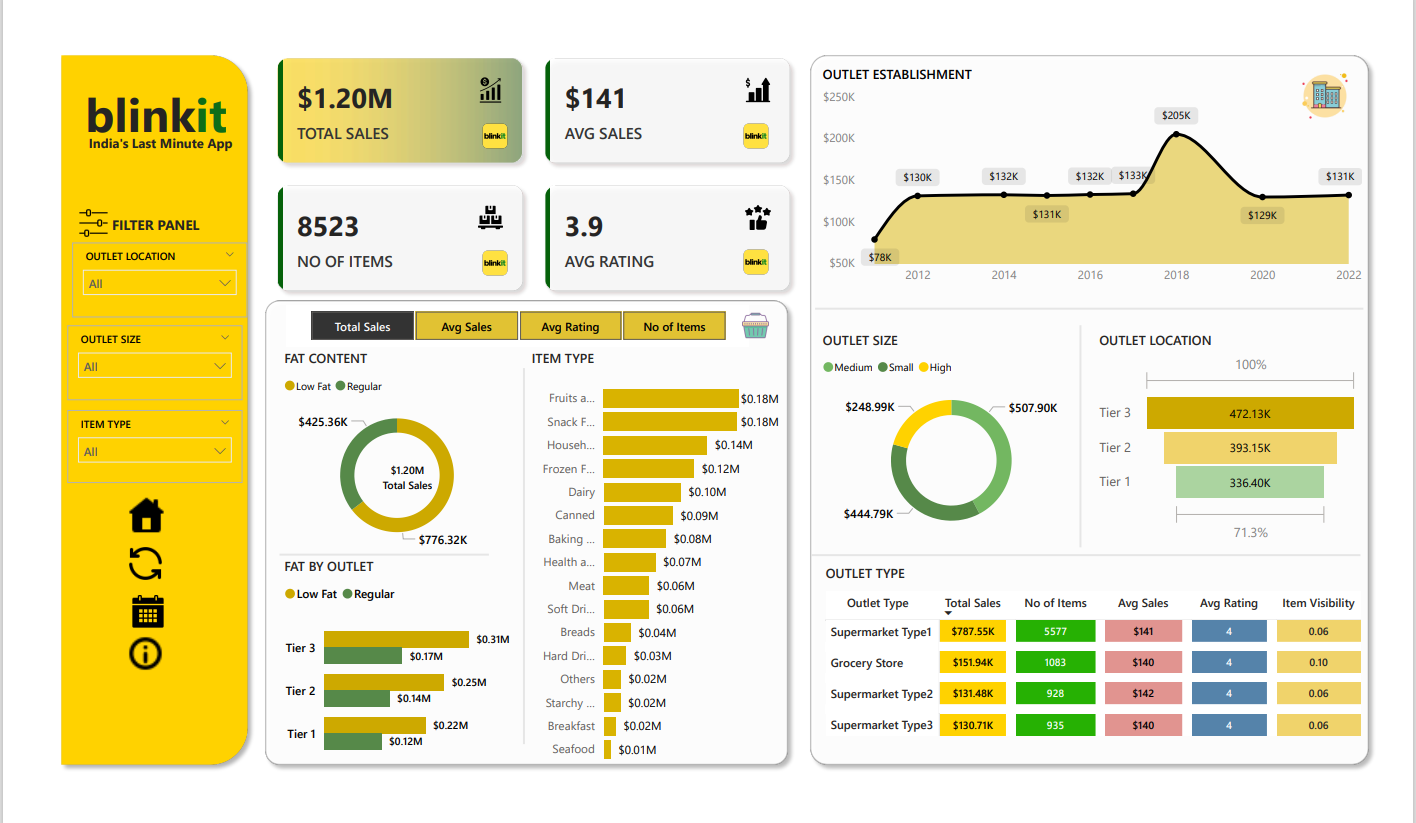 blinkit
India's Last Minute App
FILTER PANEL
OUTLET LOCATION
All
OUTLET SIZE
All
ITEM TYPE
All
$1.20M
TOTAL SALES
blinkit
$
$141
AVG SALES
blinkit
8523
NO OF ITEMS
blinkit
3.9
AVG RATING
blinkit
Total Sales
Avg Sales
Avg Rating
No of Items
FAT CONTENT
Low Fat Regular
$425.36K
$1.20M
Total Sales
$776.32K
FAT BY OUTLET
Low Fat Regular
Tier 3 $0.31M
$0.17M
Tier 2 $0.25M
$0.14M
Tier 1 $0.22M
$0.12M
ITEM TYPE
Fruits a... $0.18M
Snack F... $0.18M
Househ... $0.14M
Frozen F... $0.12M
Dairy $0.10M
Canned $0.09M
Baking ... $0.08M
Health a... $0.07M
Meat $0.06M
Soft Dri... $0.06M
Breads $0.04M
Hard Dri... $0.03M
Others $0.02M
Starchy ... $0.02M
Breakfast $0.02M
Seafood $0.01M
OUTLET ESTABLISHMENT
$250K
$200K
$150K
$100K
$50K
$78K
$130K
$132K
$131K
$132K
$133K
$205K
$129K
$131K
2012 2014 2016 2018 2020 2022
OUTLET SIZE
Medium Small High
$248.99K
$507.90K
$444.79K
OUTLET LOCATION
100%
Tier 3 472.13K
Tier 2 393.15K
Tier 1 336.40K
71.3%
OUTLET TYPE
Outlet Type Total Sales No of Items Avg Sales Avg Rating Item Visibility
Supermarket Type1 $787.55K 5577 $141 4 0.06
Grocery Store $151.94K 1083 $140 4 0.10
Supermarket Type2 $131.48K 928 $142 4 0.06
Supermarket Type3 $130.71K 935 $140 4 0.06